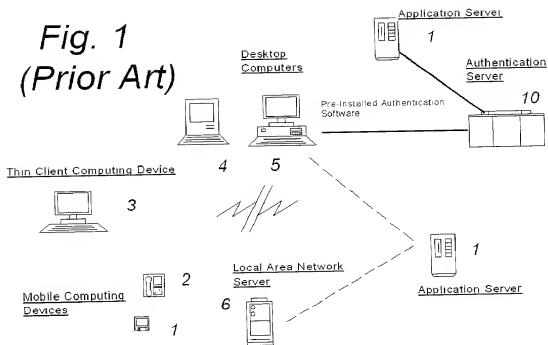 Fig. 1
(Prior Art)
Application Server
1
Desktop
Computers
Authentication
Server
10
Pre-Installed Authentication
Software
4
5
Thin Client Computing Device
3
1
Application Server
Local Area Network
Server
6
2
Mobile Computing
Devices
1